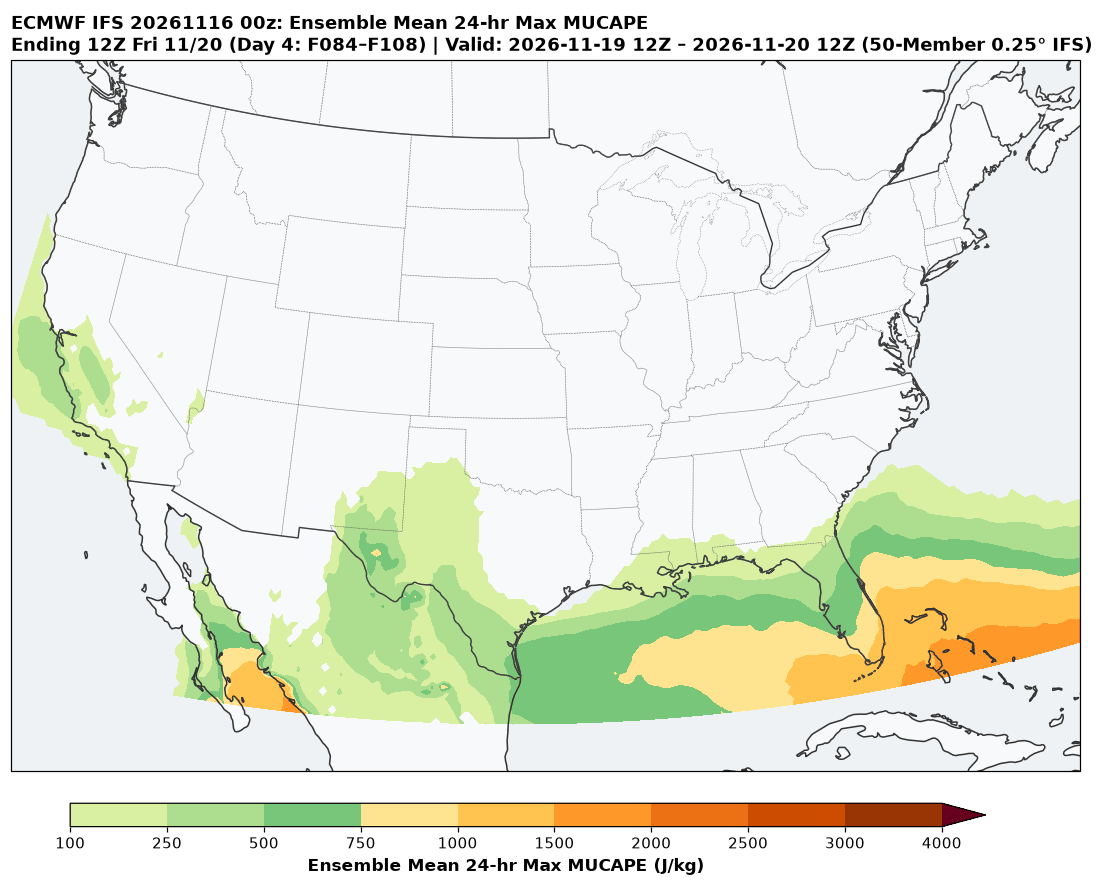 ECMWF IFS 20261116 00z: Ensemble Mean 24-hr Max MUCAPE
Ending 12Z Fri 11/20 (Day 4: F084–F108) | Valid: 2026-11-19 12Z – 2026-11-20 12Z (50-Member 0.25° IFS)
100 250 500 750 1000 1500 2000 2500 3000 4000
Ensemble Mean 24-hr Max MUCAPE (J/kg)